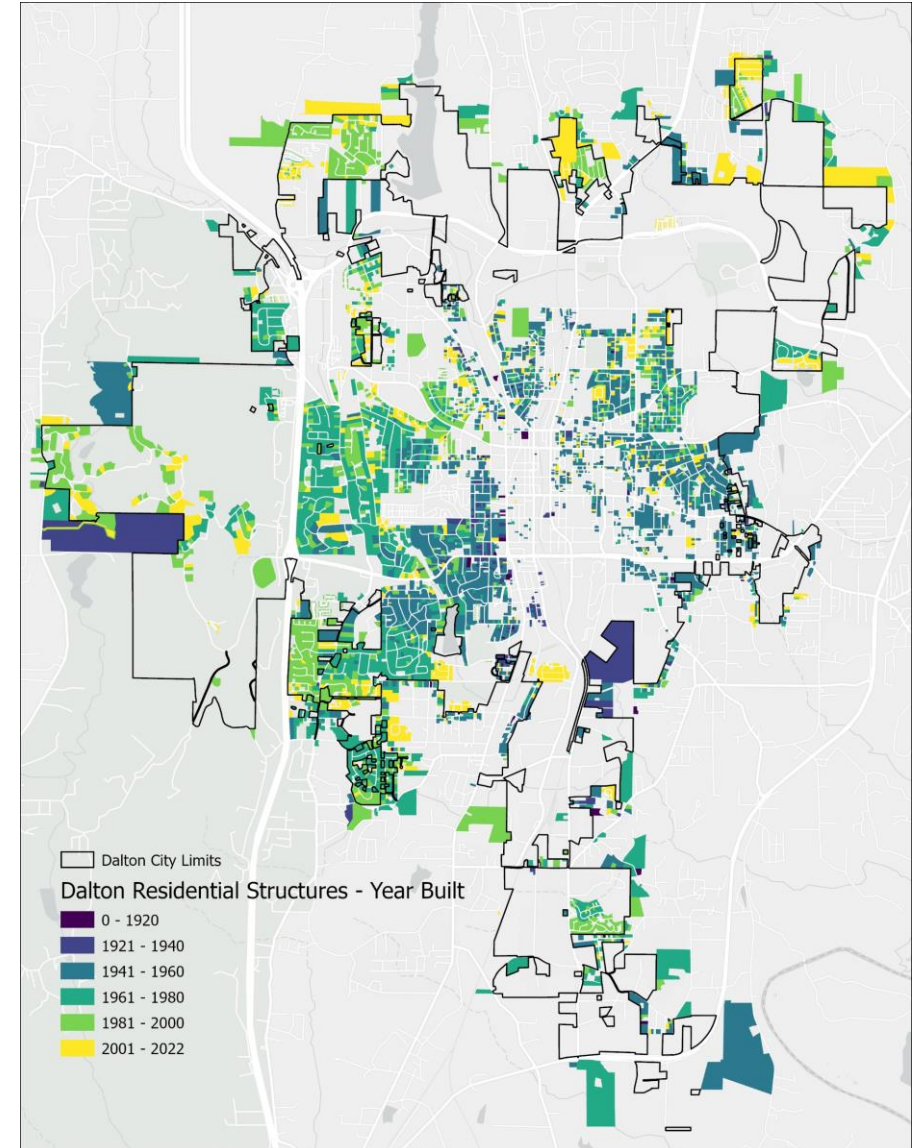 Dalton City Limits
Dalton Residential Structures - Year Built
0 - 1920
1921 - 1940
1941 - 1960
1961 - 1980
1981 - 2000
2001 - 2022